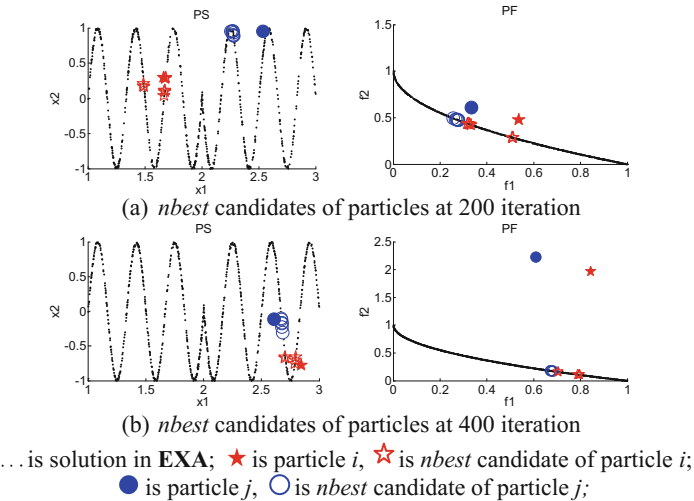 PS
PF
1
0.5
0
-0.5
-1
x2
1 1.5 2 2.5 3
x1
1.5
1
0.5
0
f2
0 0.2 0.4 0.6 0.8 1
f1
(a) nbest candidates of particles at 200 iteration
PS
PF
1
0.5
0
-0.5
-1
x2
1 1.5 2 2.5 3
x1
2.5
2
1.5
1
0.5
0
f2
0 0.2 0.4 0.6 0.8 1
f1
(b) nbest candidates of particles at 400 iteration
... is solution in EXA; ★ is particle i, ☆ is nbest candidate of particle i;
● is particle j, ○ is nbest candidate of particle j;